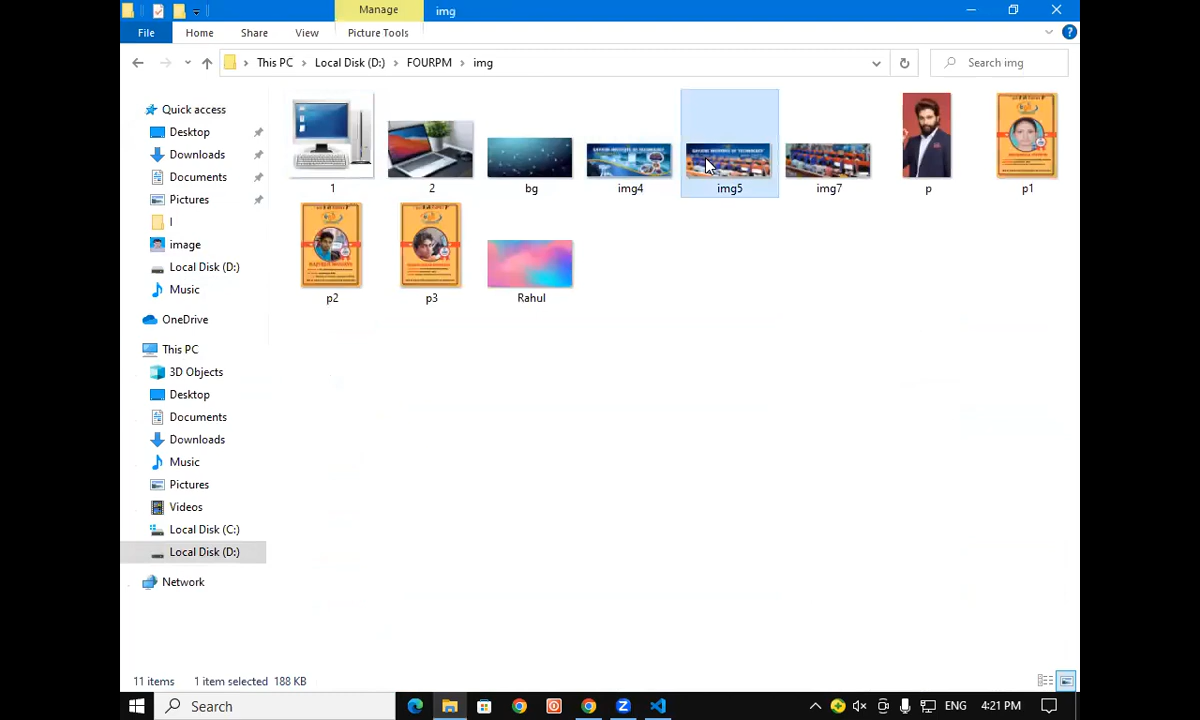 Manage
img
File
Home
Share
View
Picture Tools
This PC
Local Disk (D:)
FOURPM
img
Search img
Quick access
Desktop
Downloads
Documents
Pictures
I
image
Local Disk (D:)
Music
OneDrive
This PC
3D Objects
Desktop
Documents
Downloads
Music
Pictures
Videos
Local Disk (C:)
Local Disk (D:)
Network
1
2
bg
img4
img5
img7
p
p1
p2
p3
Rahul
11 items
1 item selected 188 KB
Search
ENG
4:21 PM